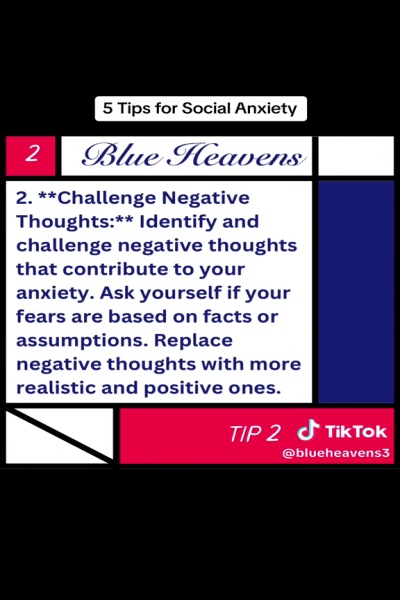 5 Tips for Social Anxiety
2
Blue Heavens
2. **Challenge Negative
Thoughts:** Identify and
challenge negative thoughts
that contribute to your
anxiety. Ask yourself if your
fears are based on facts or
assumptions. Replace
negative thoughts with more
realistic and positive ones.
TIP 2
TikTok
@blueheavens3